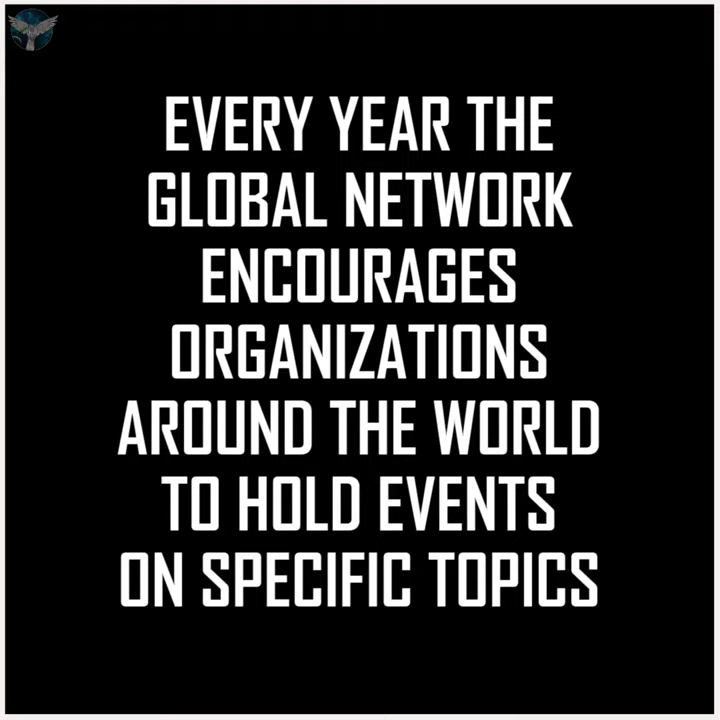 EVERY YEAR THE
GLOBAL NETWORK
ENCOURAGES
ORGANIZATIONS
AROUND THE WORLD
TO HOLD EVENTS
ON SPECIFIC TOPICS